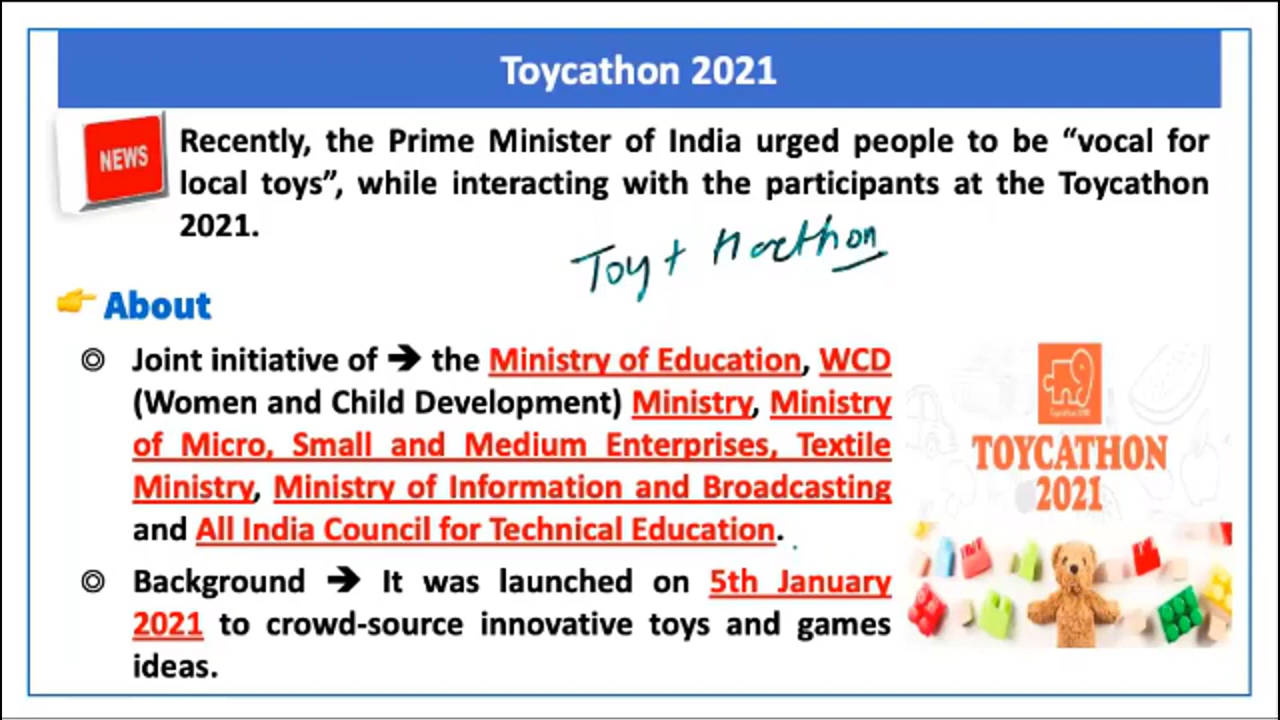 Toycathon 2021
NEWS
Recently, the Prime Minister of India urged people to be “vocal for
local toys”, while interacting with the participants at the Toycathon
2021.
Toy + Hacthon
About
◎ Joint initiative of ➔ the Ministry of Education, WCD
(Women and Child Development) Ministry, Ministry
of Micro, Small and Medium Enterprises, Textile
Ministry, Ministry of Information and Broadcasting
and All India Council for Technical Education.
◎ Background ➔ It was launched on 5th January
2021 to crowd-source innovative toys and games
ideas.
TOYCATHON
2021